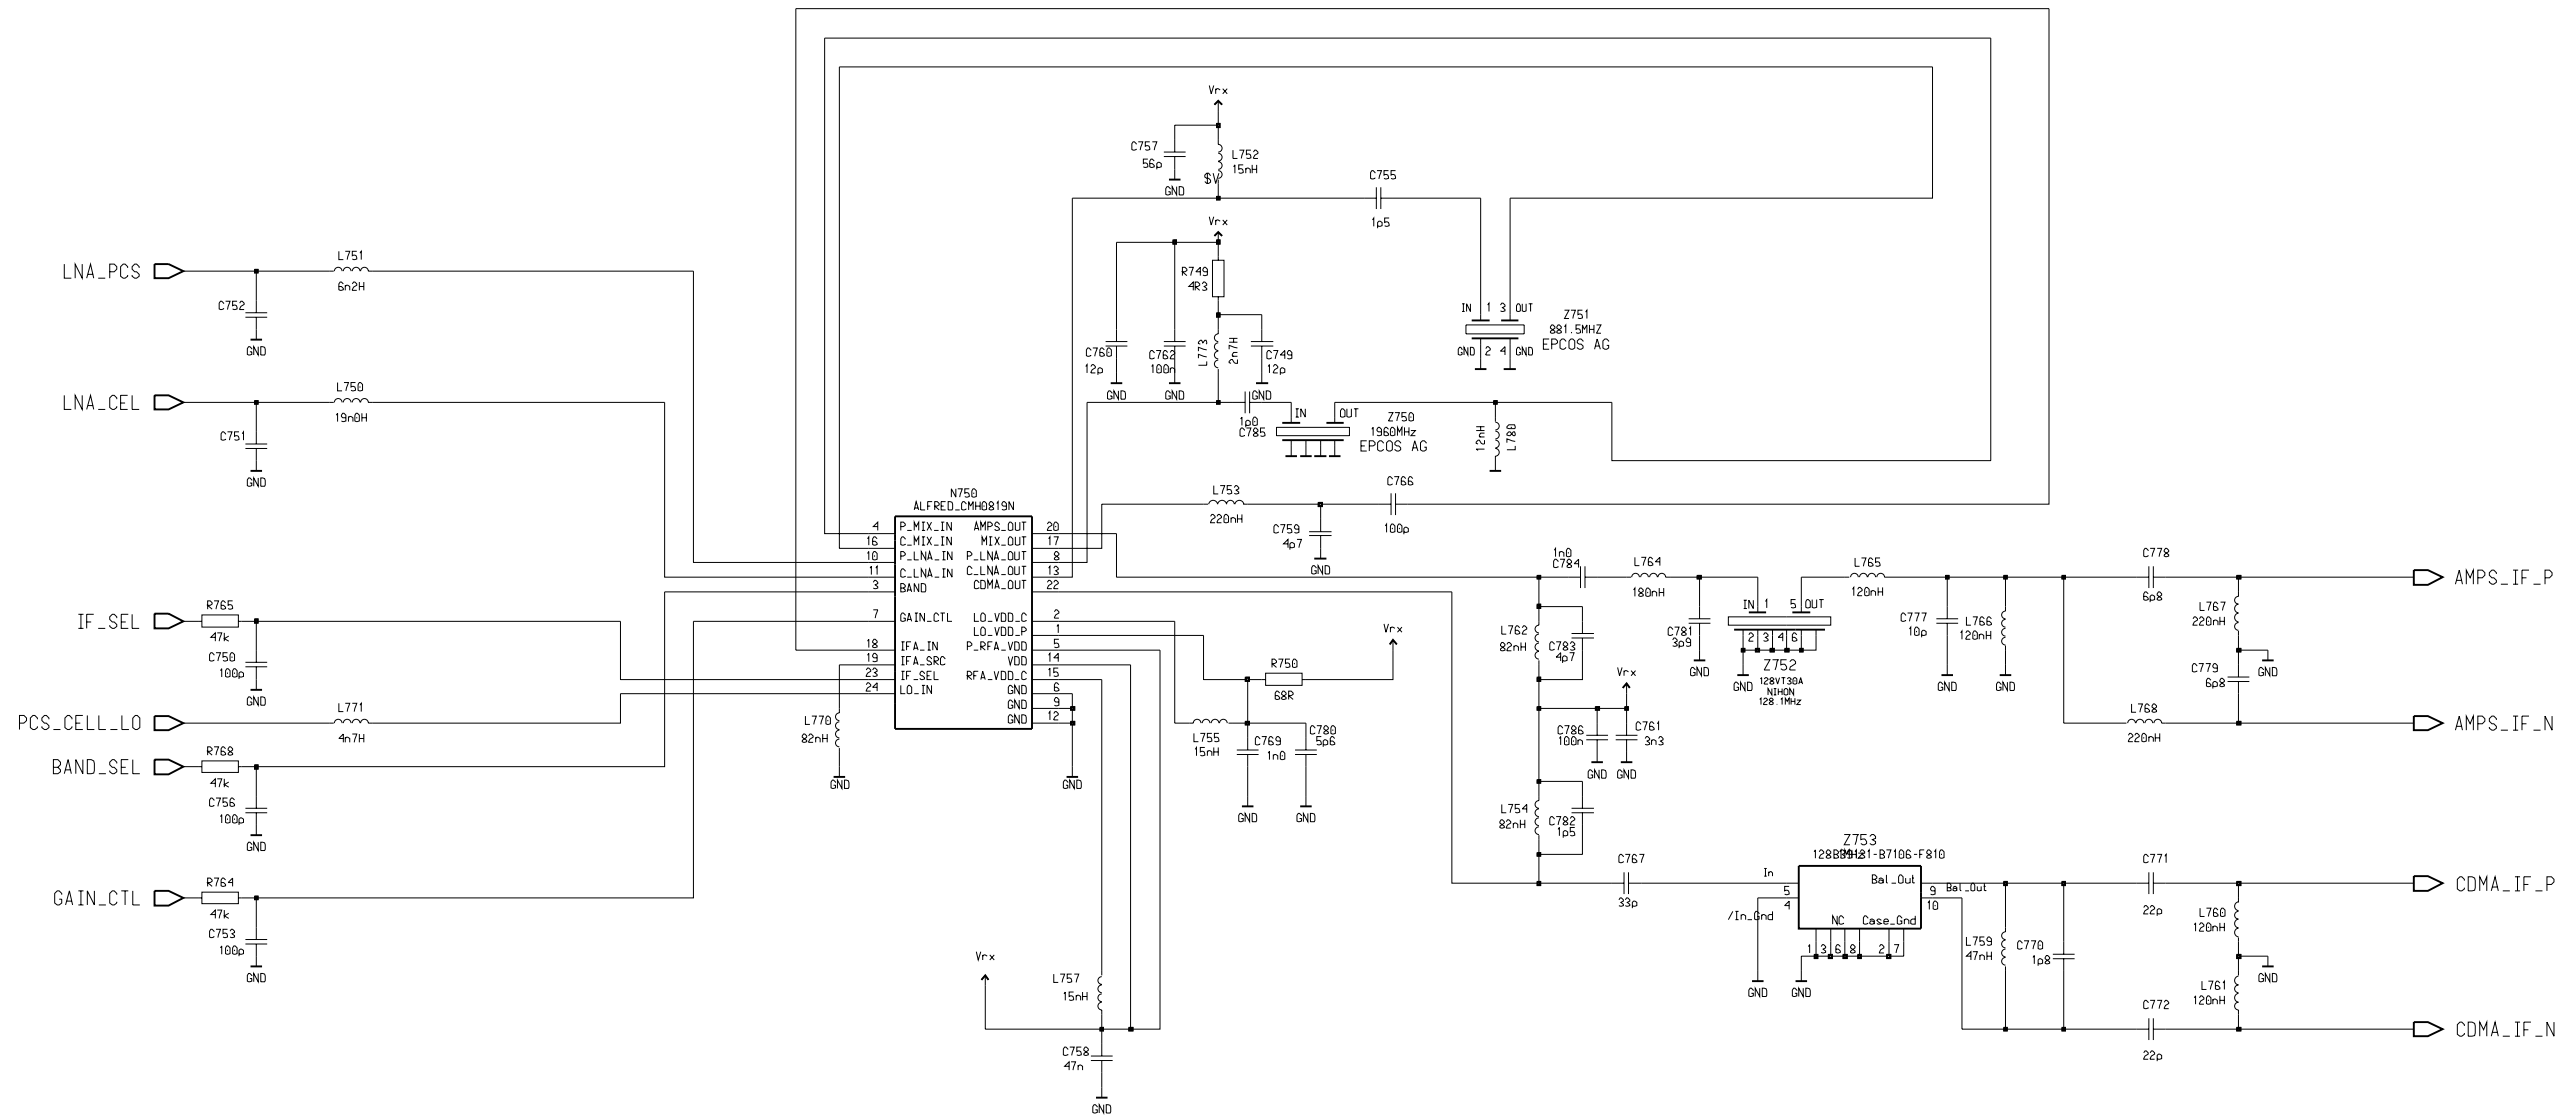 Vrx
C757
56p
L752
15nH
$V
GND
C755
1p5
Vrx
LNA_PCS
L751
6n2H
C752
GND
R749
4R3
C760
12p
C762
100n
L773
2n7H
C749
12p
GND
GND
GND
IN 1 3 OUT
Z751
881.5MHZ
EPCOS AG
GND 2 4 GND
LNA_CEL
L750
19n0H
C751
GND
1p0
C785
IN
OUT
Z750
1960MHz
EPCOS AG
12nH
L780
N750
ALFRED_CMH0819N
4 P_MIX_IN AMPS_OUT 20
16 C_MIX_IN MIX_OUT 17
10 P_LNA_IN P_LNA_OUT 8
11 C_LNA_IN C_LNA_OUT 13
3 BAND CDMA_OUT 22
7 GAIN_CTL LO_VDD_C 2
LO_VDD_P 1
18 IFA_IN P_RFA_VDD 5
19 IFA_SRC VDD 14
23 IF_SEL RFA_VDD_C 15
24 LO_IN GND 6
GND 9
GND 12
L753
220nH
C759
4p7
GND
C766
100p
IF_SEL
R765
47k
C750
100p
GND
PCS_CELL_LO
L771
4n7H
BAND_SEL
R768
47k
C756
100p
GND
GAIN_CTL
R764
47k
C753
100p
GND
L770
82nH
GND
GND
L755
15nH
C769
1n0
C780
5p6
GND
GND
R750
68R
Vrx
Vrx
L757
15nH
C758
47n
GND
1n0
C784
L764
180nH
C781
3p9
GND
L762
82nH
C783
4p7
Vrx
C786
100n
C761
3n3
GND
GND
L754
82nH
C782
1p5
IN 1 5 OUT
2 3 4 6
GND
Z752
128VT30A
NIHON
128.1MHz
L765
120nH
C777
10p
L766
120nH
GND
GND
C778
6p8
L767
220nH
C779
6p8
GND
L768
220nH
AMPS_IF_P
AMPS_IF_N
C767
33p
Z753
In
5
4
/In_Gnd
Bal_Out
9
Bal_Out
10
NC Case_Gnd
1 3 6 8 2 7
GND
GND
L759
47nH
C770
1p8
C771
22p
L760
120nH
GND
L761
120nH
C772
22p
CDMA_IF_P
CDMA_IF_N